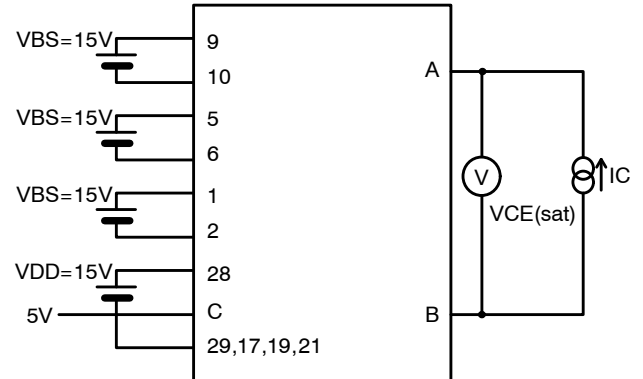 VBS=15V
9
10
A
VBS=15V
5
6
V
IC
VBS=15V
1
VCE(sat)
2
VDD=15V
28
5V
C
B
29,17,19,21